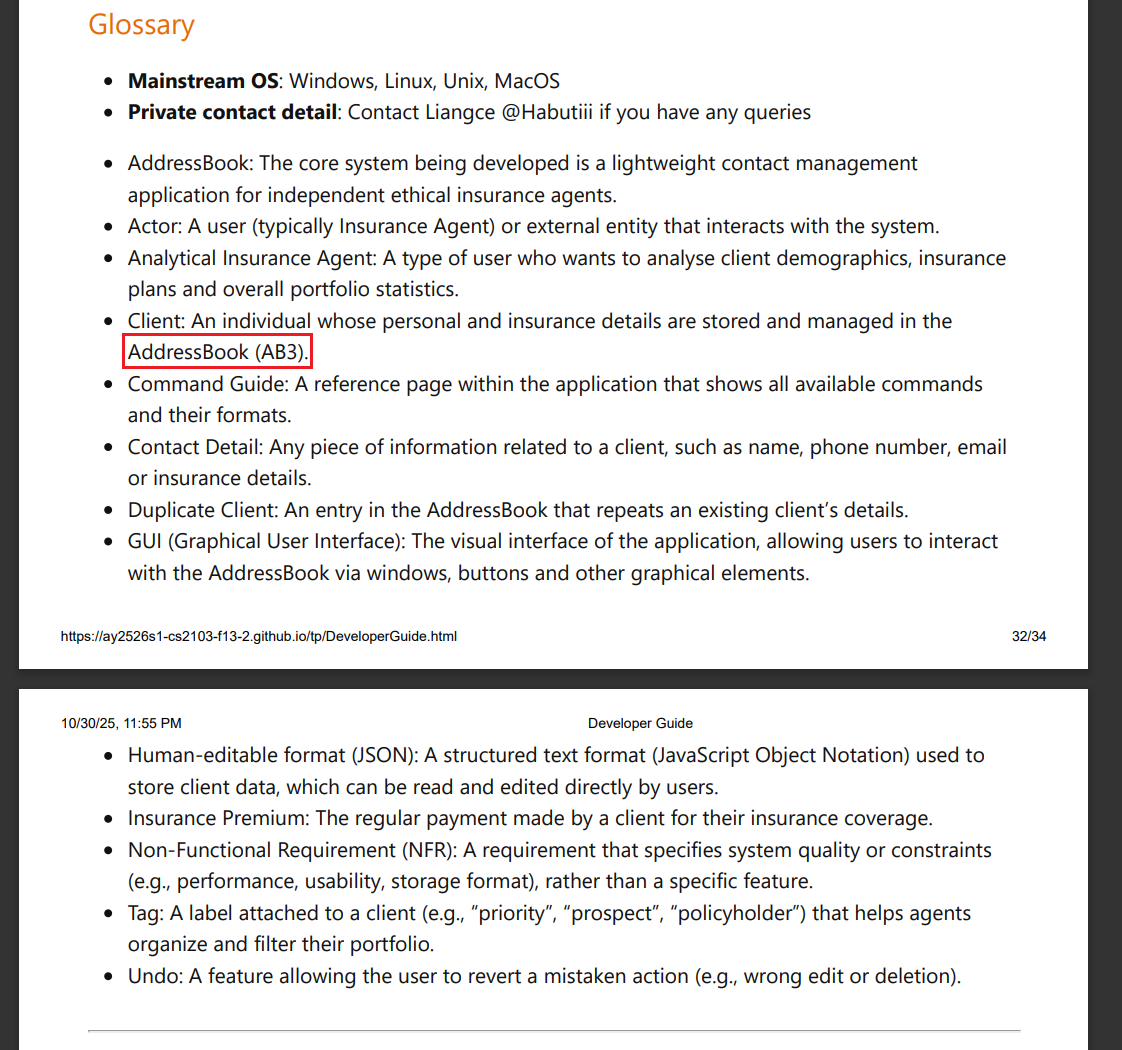 Glossary
Mainstream OS: Windows, Linux, Unix, MacOS
Private contact detail: Contact Liangce @Habutiii if you have any queries
AddressBook: The core system being developed is a lightweight contact management
application for independent ethical insurance agents.
Actor: A user (typically Insurance Agent) or external entity that interacts with the system.
Analytical Insurance Agent: A type of user who wants to analyse client demographics, insurance
plans and overall portfolio statistics.
Client: An individual whose personal and insurance details are stored and managed in the
AddressBook (AB3).
Command Guide: A reference page within the application that shows all available commands
and their formats.
Contact Detail: Any piece of information related to a client, such as name, phone number, email
or insurance details.
Duplicate Client: An entry in the AddressBook that repeats an existing client’s details.
GUI (Graphical User Interface): The visual interface of the application, allowing users to interact
with the AddressBook via windows, buttons and other graphical elements.
https://ay2526s1-cs2103-f13-2.github.io/tp/DeveloperGuide.html 32/34
10/30/25, 11:55 PM Developer Guide
Human-editable format (JSON): A structured text format (JavaScript Object Notation) used to
store client data, which can be read and edited directly by users.
Insurance Premium: The regular payment made by a client for their insurance coverage.
Non-Functional Requirement (NFR): A requirement that specifies system quality or constraints
(e.g., performance, usability, storage format), rather than a specific feature.
Tag: A label attached to a client (e.g., “priority”, “prospect”, “policyholder”) that helps agents
organize and filter their portfolio.
Undo: A feature allowing the user to revert a mistaken action (e.g., wrong edit or deletion).